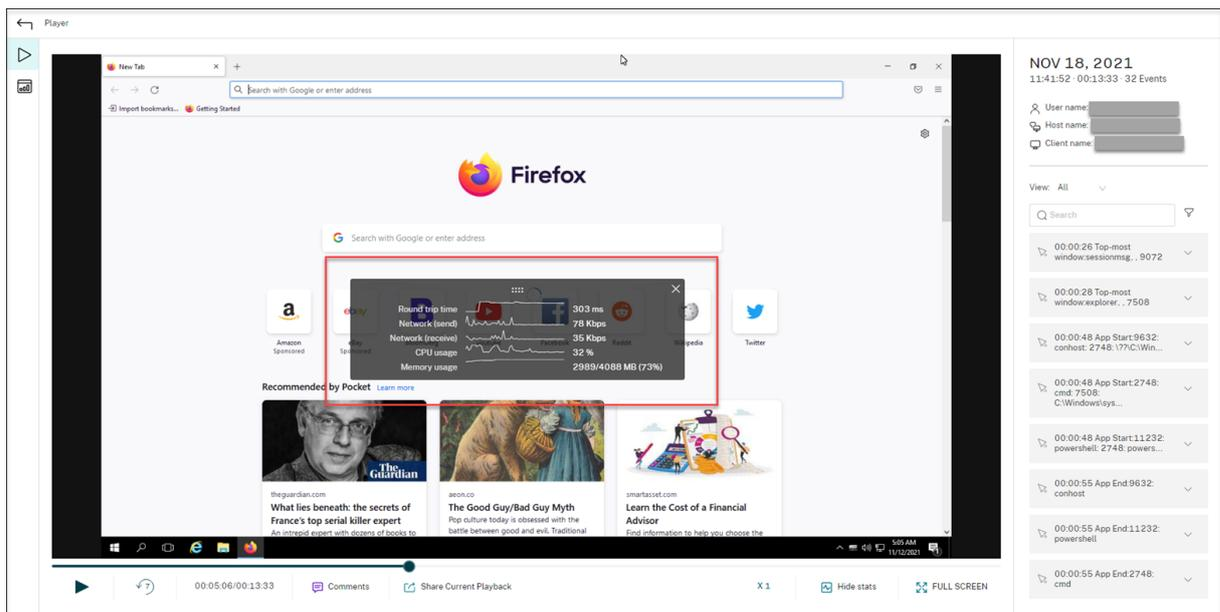 Player
New Tab
Search with Google or enter address
Import bookmarks... Getting Started
Firefox
Search with Google or enter address
Round trip time 303 ms
Network (send) 78 Kbps
Network (receive) 35 Kbps
CPU usage 32 %
Memory usage 2989/4088 MB (73%)
Amazon
Sponsored
eBay
Sponsored
Facebook
Reddit
Wikipedia
Twitter
Recommended by Pocket Learn more
The Guardian
theguardian.com
What lies beneath: the secrets of
France's top serial killer expert
An intrepid expert with dozens of books to
aeon.co
The Good Guy/Bad Guy Myth
Pop culture today is obsessed with the
battle between good and evil. Traditional
smartasset.com
Learn the Cost of a Financial
Advisor
Find information to help you choose the
5:05 AM
11/12/2021
7
00:05:06/00:13:33
Comments
Share Current Playback
X 1
Hide stats
FULL SCREEN
NOV 18, 2021
11:41:52 · 00:13:33 · 32 Events
User name:
Host name:
Client name:
View: All
Search
00:00:26 Top-most
window:sessionmsg, , 9072
00:00:28 Top-most
window:explorer, , 7508
00:00:48 App Start:9632:
conhost: 2748: \??\C:\Win...
00:00:48 App Start:2748:
cmd: 7508:
C:\Windows\sys...
00:00:48 App Start:11232:
powershell: 2748: powers...
00:00:55 App End:9632:
conhost
00:00:55 App End:11232:
powershell
00:00:55 App End:2748:
cmd